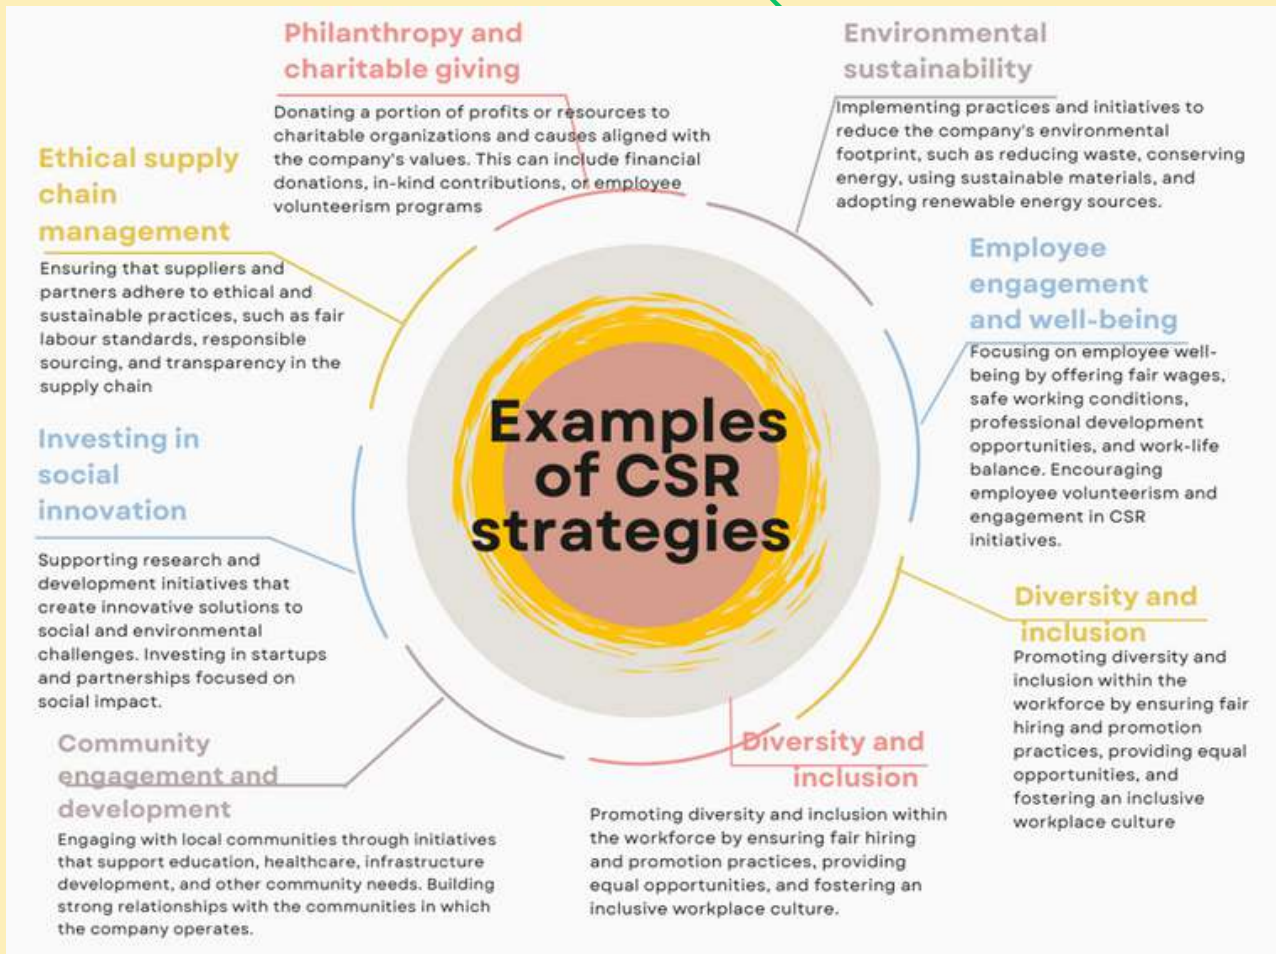 Philanthropy and
charitable giving
Donating a portion of profits or resources to
charitable organizations and causes aligned with
the company's values. This can include financial
donations, in-kind contributions, or employee
volunteerism programs
Environmental
sustainability
Implementing practices and initiatives to
reduce the company's environmental
footprint, such as reducing waste, conserving
energy, using sustainable materials, and
adopting renewable energy sources.
Ethical supply
chain
management
Ensuring that suppliers and
partners adhere to ethical and
sustainable practices, such as fair
labour standards, responsible
sourcing, and transparency in the
supply chain
Employee
engagement
and well-being
Focusing on employee well-
being by offering fair wages,
safe working conditions,
professional development
opportunities, and work-life
balance. Encouraging
employee volunteerism and
engagement in CSR
initiatives.
Examples
of CSR
strategies
Investing in
social
innovation
Supporting research and
development initiatives that
create innovative solutions to
social and environmental
challenges. Investing in startups
and partnerships focused on
social impact.
Diversity and
inclusion
Promoting diversity and
inclusion within the
workforce by ensuring fair
hiring and promotion
practices, providing equal
opportunities, and
fostering an inclusive
workplace culture
Community
engagement and
development
Engaging with local communities through initiatives
that support education, healthcare, infrastructure
development, and other community needs. Building
strong relationships with the communities in which
the company operates.
Diversity and
inclusion
Promoting diversity and inclusion within
the workforce by ensuring fair hiring
and promotion practices, providing
equal opportunities, and fostering an
inclusive workplace culture.